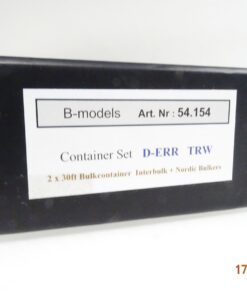 B-models Art. Nr : 54.154
Container Set D-ERR TRW
2 x 30ft Bulkcontainer Interbulk + Nordic Bulkers
17